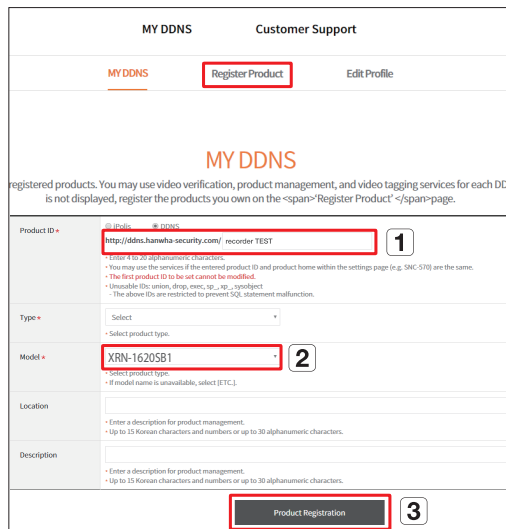 MY DDNS Customer Support
MY DDNS Register Product Edit Profile
MY DDNS
registered products. You may use video verification, product management, and video tagging services for each DD
is not displayed, register the products you own on the <span>'Register Product' </span>page.
Product ID * iPolis DDNS
http://ddns.hanwha-security.com/ recorder TEST
1
• Enter 4 to 20 alphanumeric characters.
• You may use the services if the entered product ID and product home within the settings page (e.g. SNC-570) are the same.
• The first product ID to be set cannot be modified.
• Unusable IDs: union, drop, exec, sp_, xp_, sysobject
- The above IDs are restricted to prevent SQL statement malfunction.
Type * Select
• Select product type.
Model * XRN-1620SB1
2
• Select product type.
• If model name is unavailable, select [ETC.].
Location
• Enter a description for product management.
• Up to 15 Korean characters and numbers or up to 30 alphanumeric characters.
Description
• Enter a description for product management.
• Up to 15 Korean characters and numbers or up to 30 alphanumeric characters.
Product Registration
3